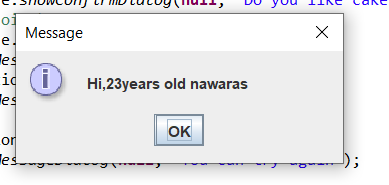 e.showConfirmDialog(null, "Do you like cake
Message
Hi,23years old nawaras
OK
essageDialog(null, "You can try again");